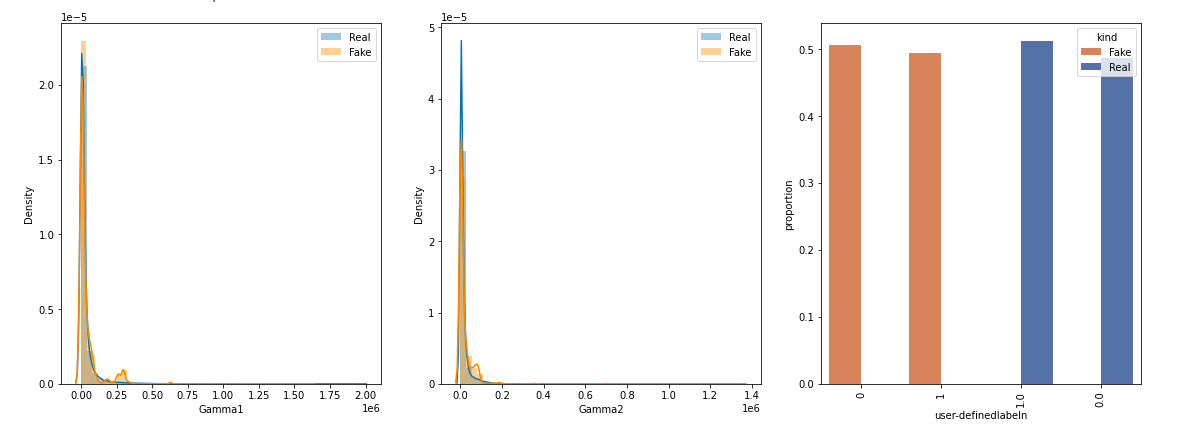 1e−5
Real
Fake
2.0
1.5
1.0
0.5
0.0
Density
0.00 0.25 0.50 0.75 1.00 1.25 1.50 1.75 2.00
1e6
Gamma1
1e−5
Real
Fake
5
4
3
2
1
0
Density
0.0 0.2 0.4 0.6 0.8 1.0 1.2 1.4
1e6
Gamma2
kind
Fake
Real
0.5
0.4
0.3
0.2
0.1
0.0
proportion
0 1 1.0 0.0
user-definedlabeln